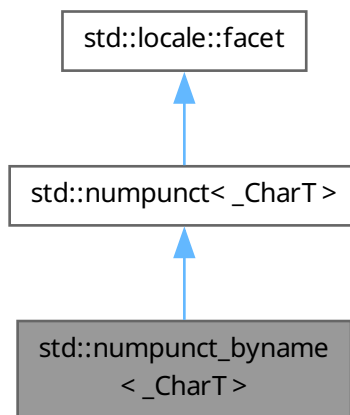 std::locale::facet
std::numpunct< _CharT >
std::numpunct_byname
< _CharT >